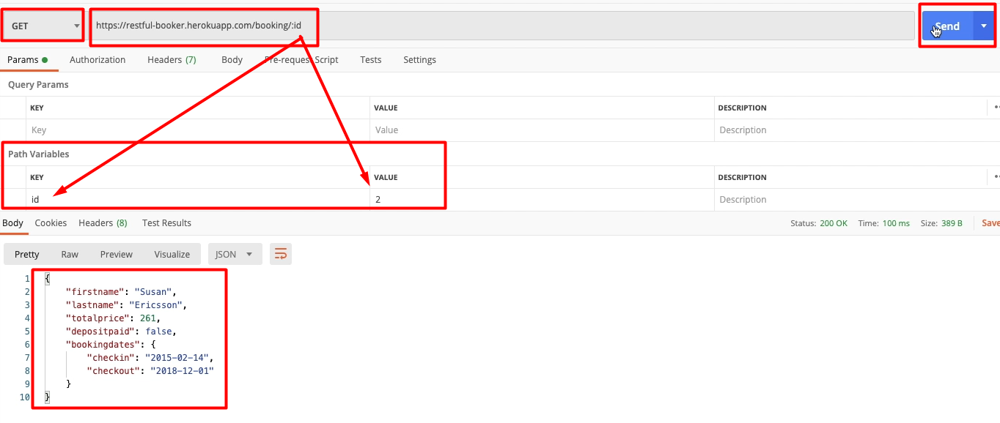 GET https://restful-booker.herokuapp.com/booking/:id Send
Params Authorization Headers (7) Body Pre-request Script Tests Settings
Query Params
KEY VALUE DESCRIPTION
Key Value Description
Path Variables
KEY VALUE DESCRIPTION
id 2 Description
Body Cookies Headers (8) Test Results Status: 200 OK Time: 100 ms Size: 389 B Save
Pretty Raw Preview Visualize JSON
1 {
2 "firstname": "Susan",
3 "lastname": "Ericsson",
4 "totalprice": 261,
5 "depositpaid": false,
6 "bookingdates": {
7 "checkin": "2015-02-14",
8 "checkout": "2018-12-01"
9 }
10 }